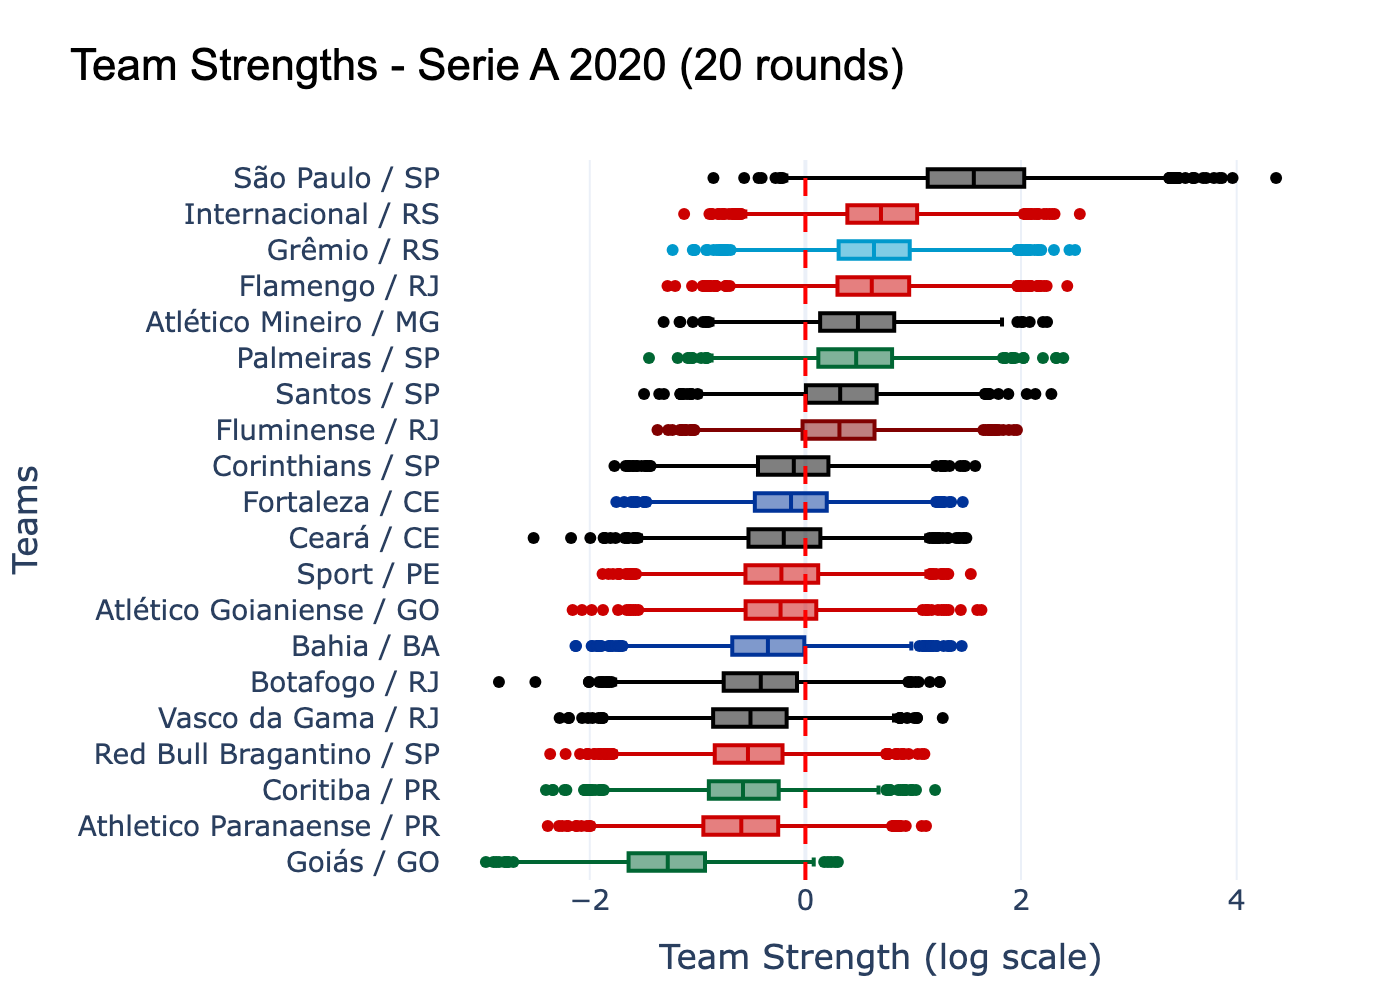 Team Strengths - Serie A 2020 (20 rounds)
São Paulo / SP
Internacional / RS
Grêmio / RS
Flamengo / RJ
Atlético Mineiro / MG
Palmeiras / SP
Santos / SP
Fluminense / RJ
Corinthians / SP
Fortaleza / CE
Ceará / CE
Sport / PE
Atlético Goianiense / GO
Bahia / BA
Botafogo / RJ
Vasco da Gama / RJ
Red Bull Bragantino / SP
Coritiba / PR
Athletico Paranaense / PR
Goiás / GO
Teams
−2 0 2 4
Team Strength (log scale)